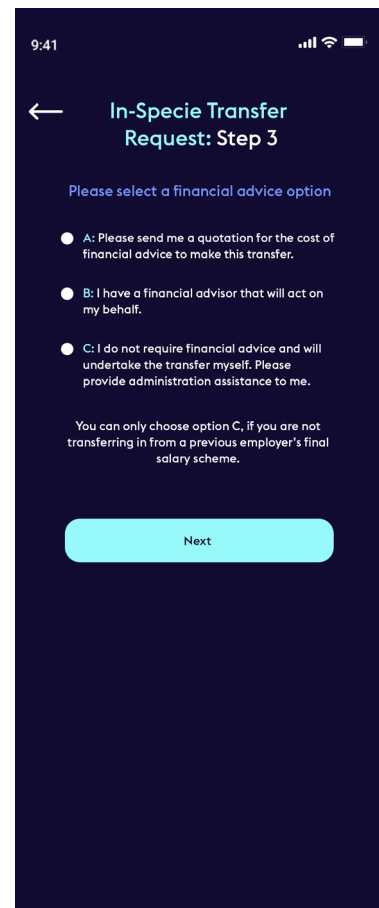 9:41
In-Specie Transfer
Request: Step 3
Please select a financial advice option
A: Please send me a quotation for the cost of
financial advice to make this transfer.
B: I have a financial advisor that will act on
my behalf.
C: I do not require financial advice and will
undertake the transfer myself. Please
provide administration assistance to me.
You can only choose option C, if you are not
transferring in from a previous employer's final
salary scheme.
Next